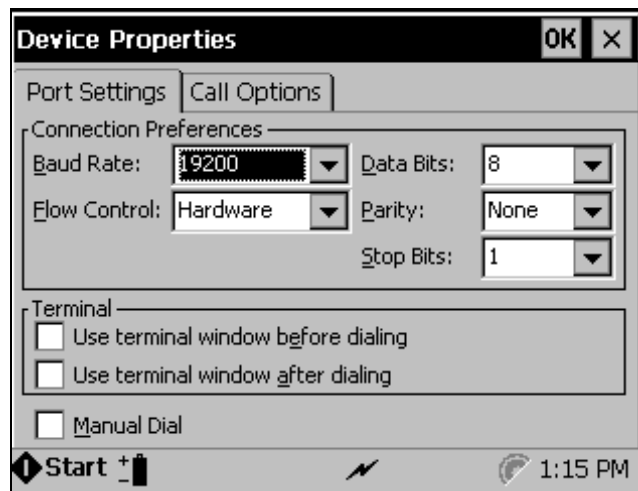 Device Properties OK ×
Port Settings Call Options
Connection Preferences
Baud Rate: 19200 Data Bits: 8
Flow Control: Hardware Parity: None
Stop Bits: 1
Terminal
Use terminal window before dialing
Use terminal window after dialing
Manual Dial
Start 1:15 PM